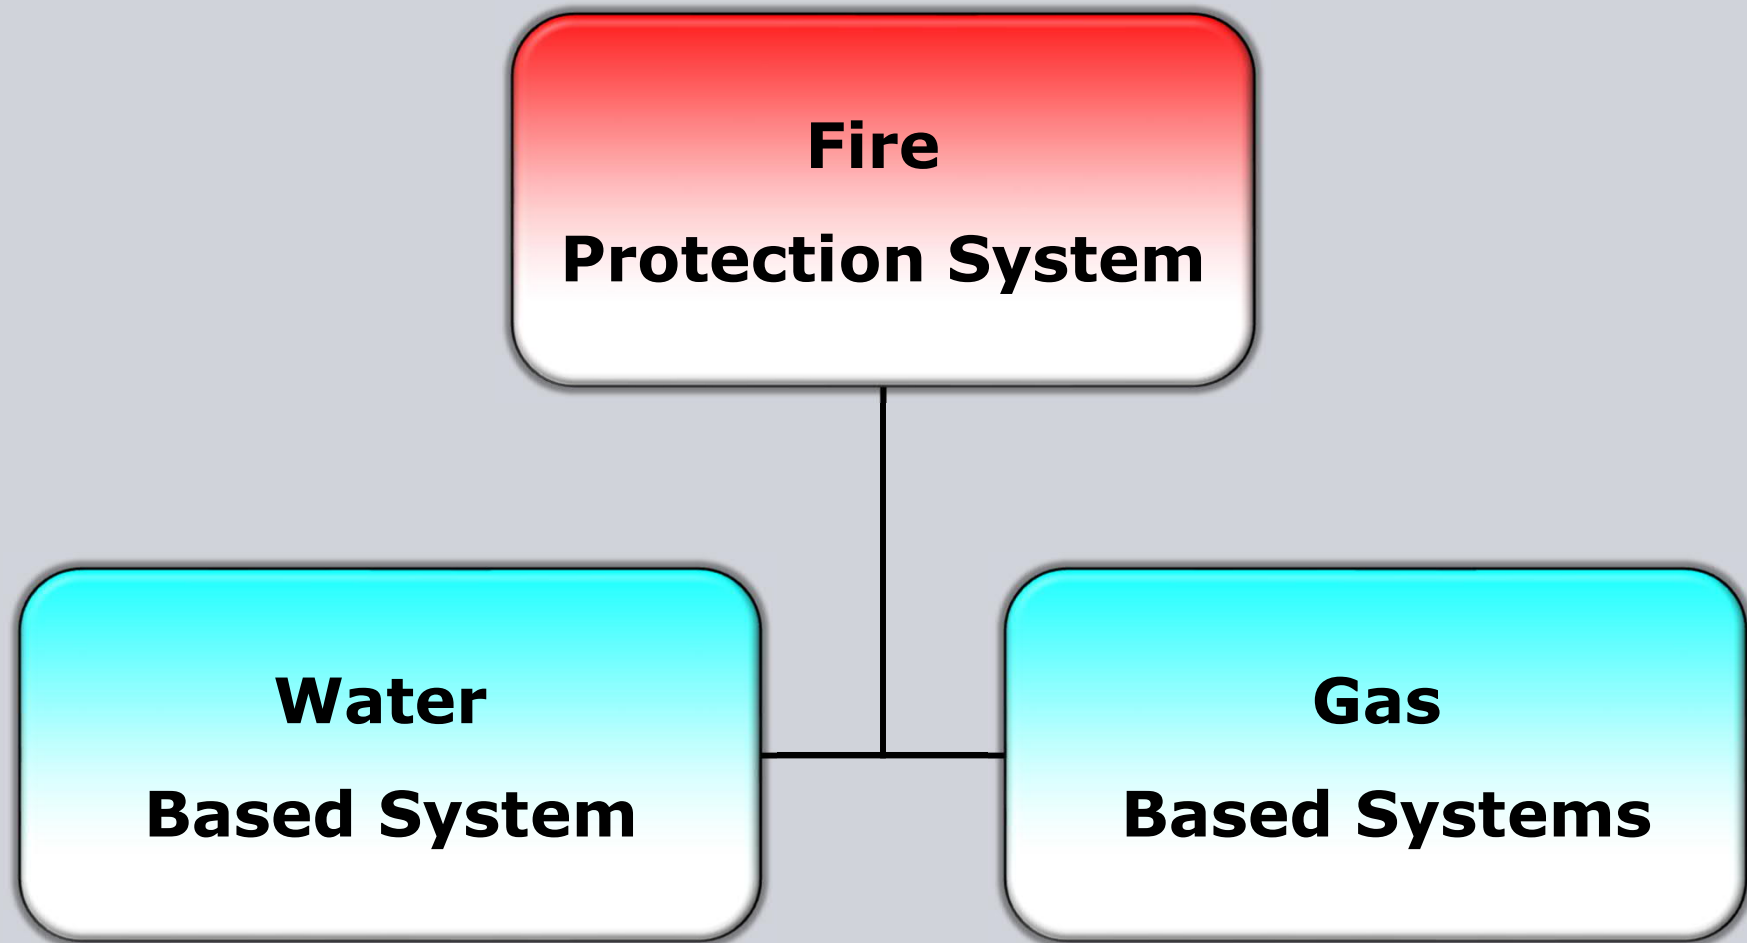 Fire
Protection System
Water
Based System
Gas
Based Systems